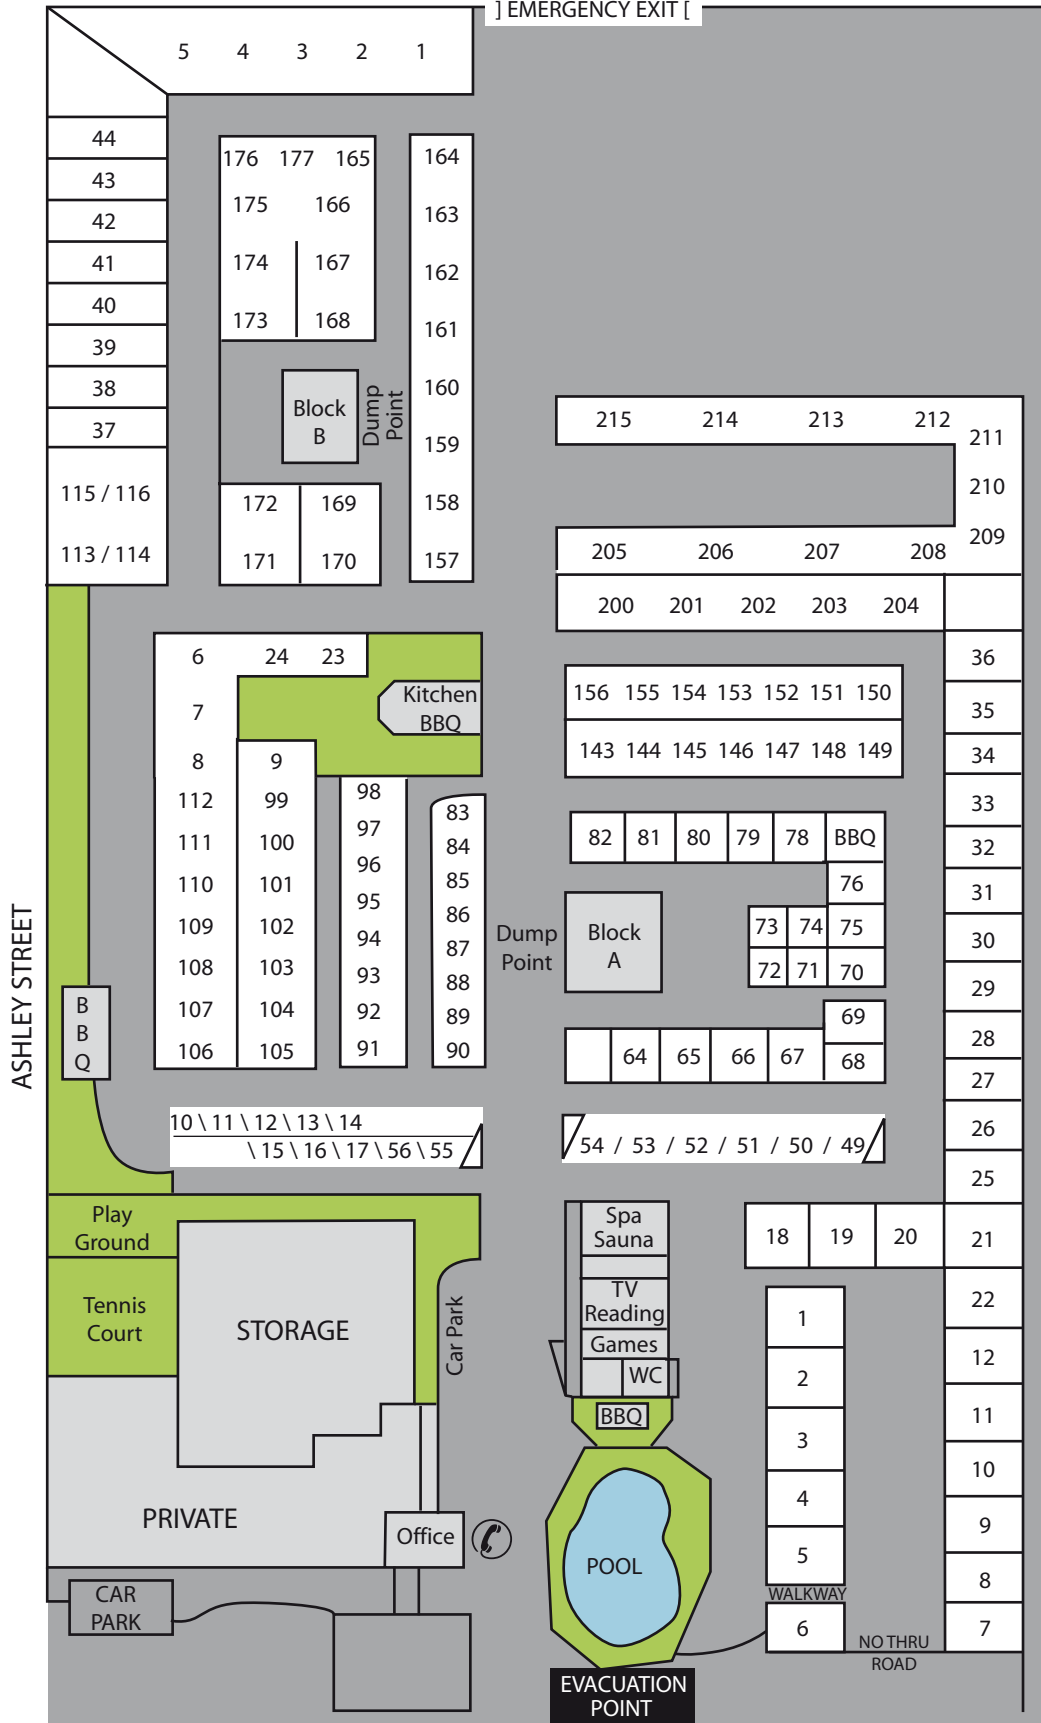 ] EMERGENCY EXIT [
5 4 3 2 1
44
43
42
41
40
39
38
37
115 / 116
113 / 114
176 177 165
175 166
174 167
173 168
Block
B
Dump
Point
172 169
171 170
164
163
162
161
160
159
158
157
215 214 213 212
211
210
209
205 206 207 208
200 201 202 203 204
6 24 23
7
8 9
Kitchen
BBQ
112 99
111 100
110 101
109 102
108 103
107 104
106 105
98
97
96
95
94
93
92
91
83
84
85
86
87
88
89
90
156 155 154 153 152 151 150
143 144 145 146 147 148 149
82 81 80 79 78 BBQ
76
73 74 75
72 71 70
Dump
Point
Block
A
69
64 65 66 67 68
36
35
34
33
32
31
30
29
28
27
26
25
ASHLEY STREET
B
B
Q
10 \ 11 \ 12 \ 13 \ 14
\ 15 \ 16 \ 17 \ 56 \ 55
54 / 53 / 52 / 51 / 50 / 49
Play
Ground
Tennis
Court
STORAGE
Car Park
PRIVATE
Office
CAR
PARK
Spa
Sauna
TV
Reading
Games
WC
BBQ
POOL
EVACUATION
POINT
18 19 20 21
22
12
11
10
9
8
7
1
2
3
4
5
WALKWAY
6
NO THRU
ROAD